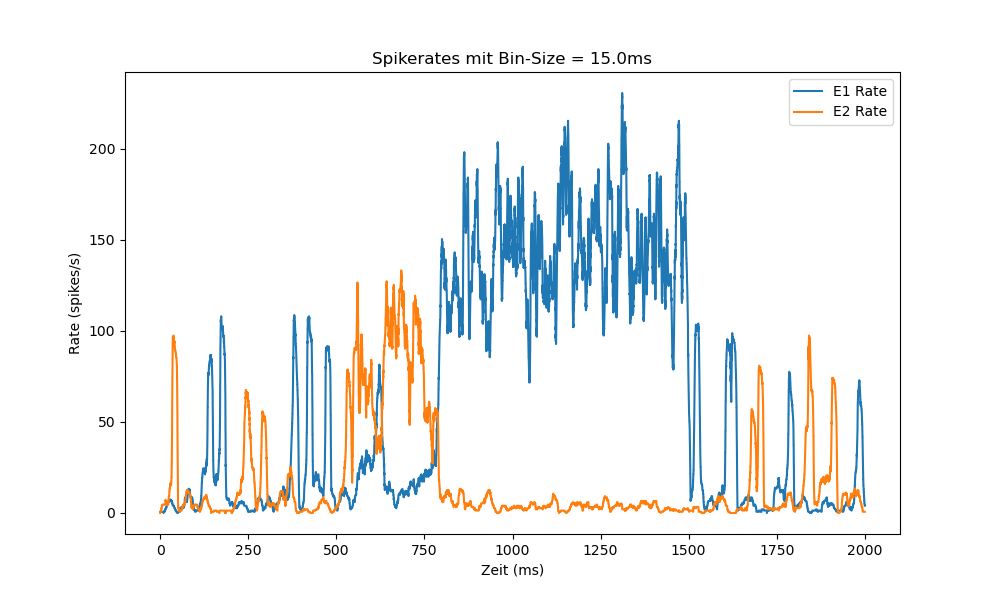 Spikerates mit Bin-Size = 15.0ms
E1 Rate
E2 Rate
Rate (spikes/s)
200
150
100
50
0
0 250 500 750 1000 1250 1500 1750 2000
Zeit (ms)